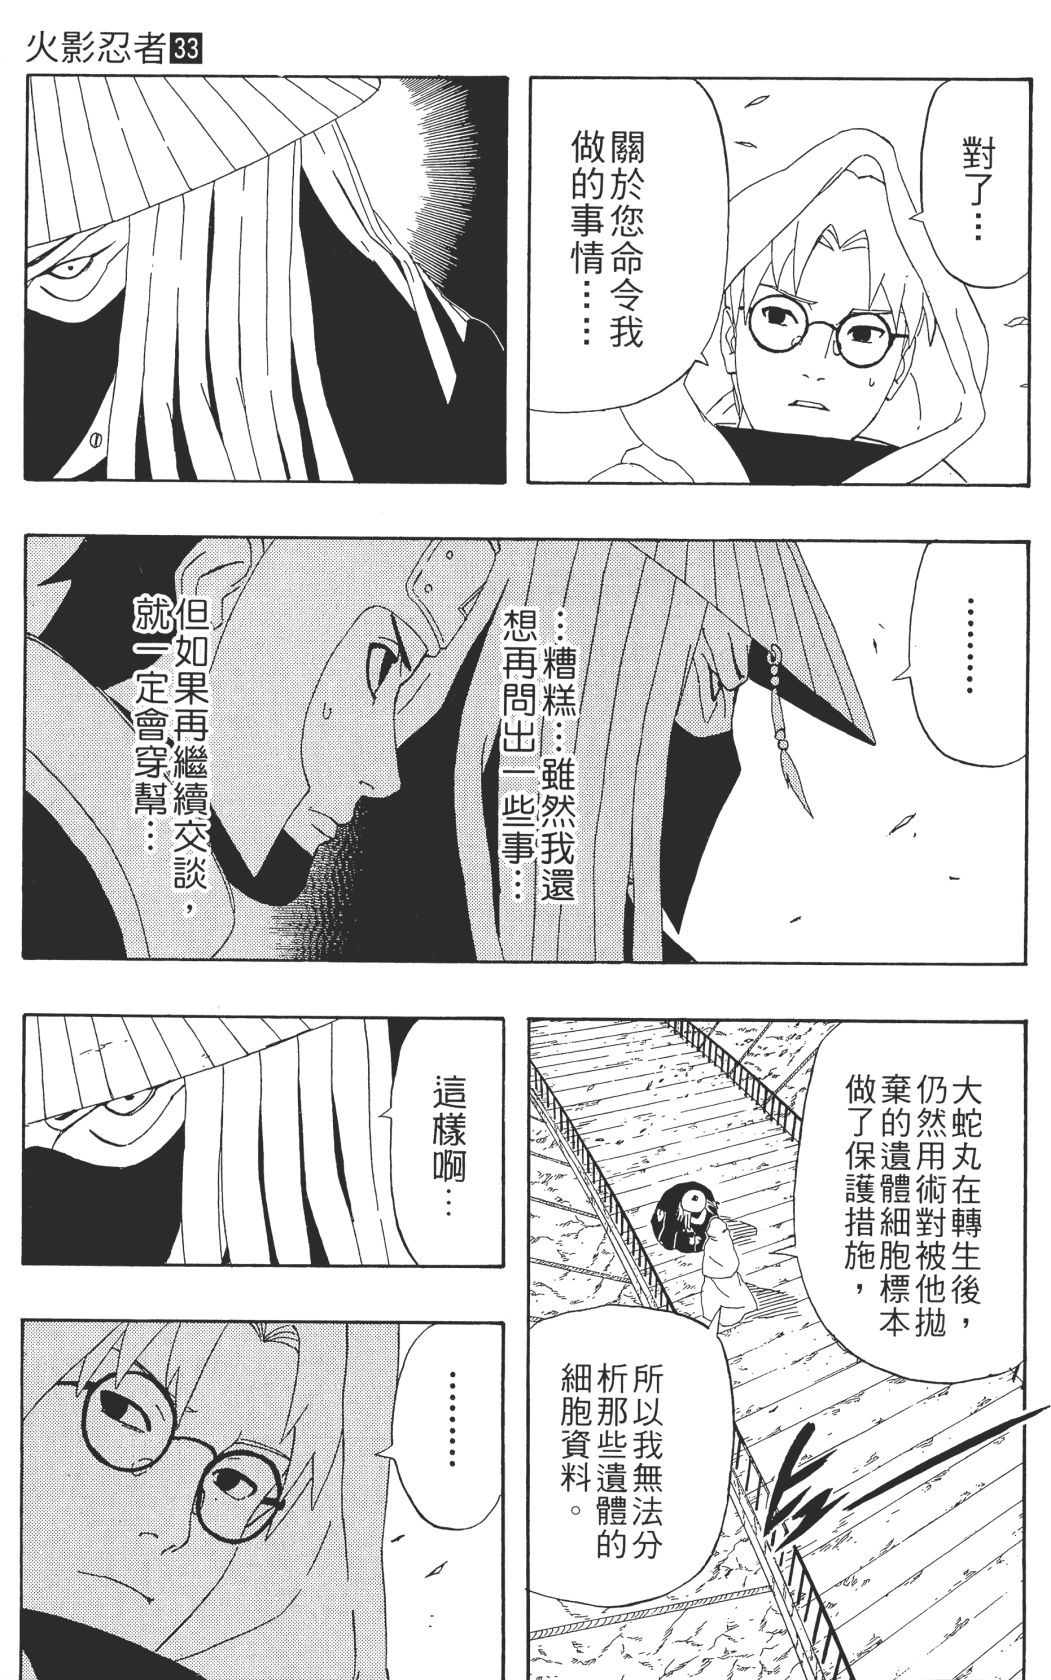 火影忍者33
對了…
關於您命令我
做的事情……
………
…糟糕…雖然我還
想再問出一些事…
但如果再繼續交談，
就一定會穿幫…
大蛇丸在轉生後，
仍然用術對被他拋
棄的遺體細胞標本
做了保護措施，
所以我無法分
析那些遺體的
細胞資料。
這樣啊…
………